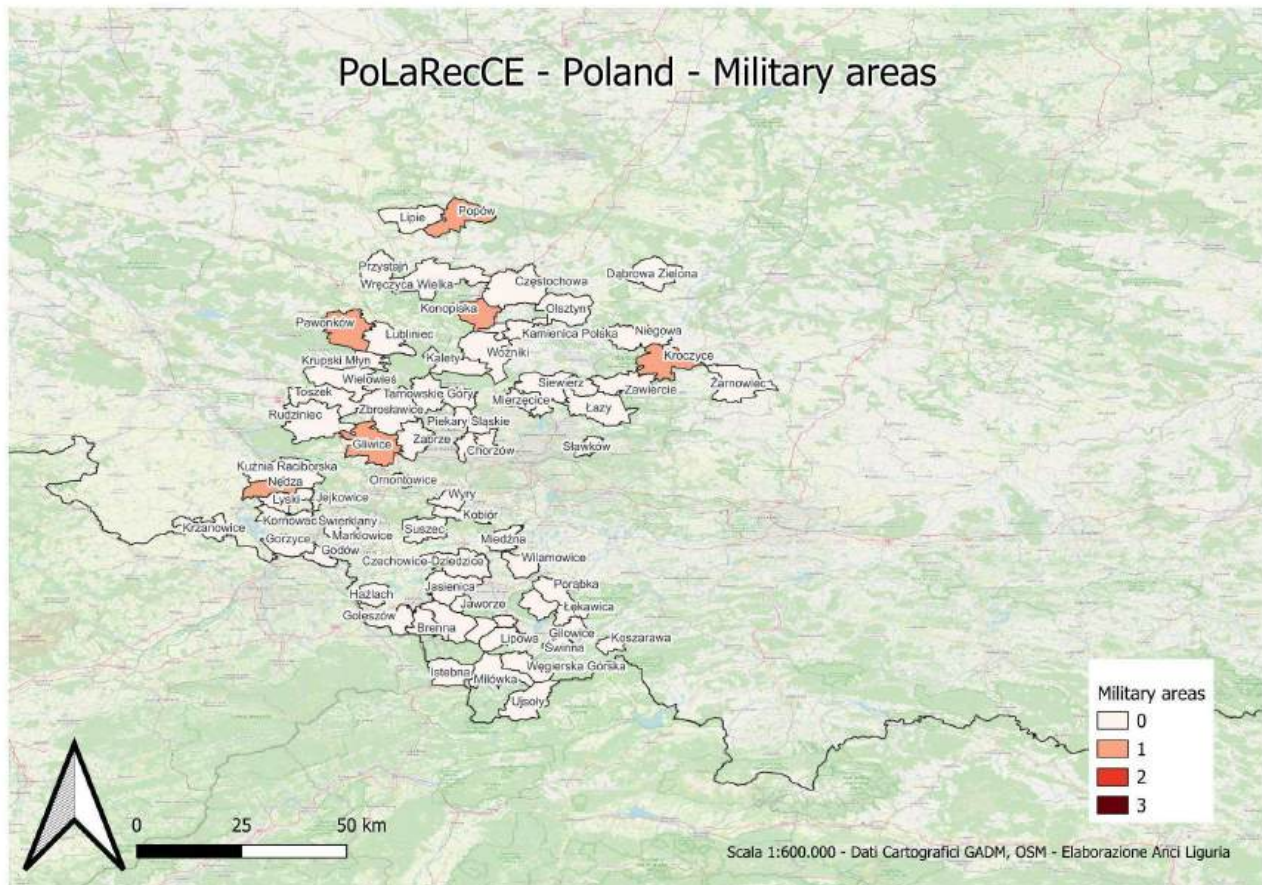 PoLaRecCE - Poland - Military areas
Lipie
Popów
Przystajń
Wręczyca Wielka
Częstochowa
Dąbrowa Zielona
Konopiska
Olsztyn
Pawonków
Lubliniec
Kamienica Polska
Niegowa
Krupski Młyn
Kalety
Woźniki
Kroczyce
Wielowieś
Siewierz
Zawiercie
Żarnowiec
Toszek
Tarnowskie Góry
Mierzęcice
Łazy
Rudziniec
Zbrosławice
Piekary Śląskie
Gliwice
Zabrze
Chorzów
Sławków
Kuźnia Raciborska
Nędza
Ornontowice
Lyski
Jejkowice
Wyry
Kornowac
Świerklany
Kobiór
Krzanowice
Gorzyce
Marklowice
Suszec
Miedźna
Godów
Czechowice-Dziedzice
Wilamowice
Hażlach
Jasienica
Porąbka
Jaworze
Łękawica
Goleszów
Brenna
Lipowa
Gilowice
Świnna
Koszarawa
Istebna
Milówka
Węgierska Górska
Ujsoły
Military areas
0
1
2
3
0 25 50 km
Scala 1:600.000 - Dati Cartografici GADM, OSM - Elaborazione Anci Liguria